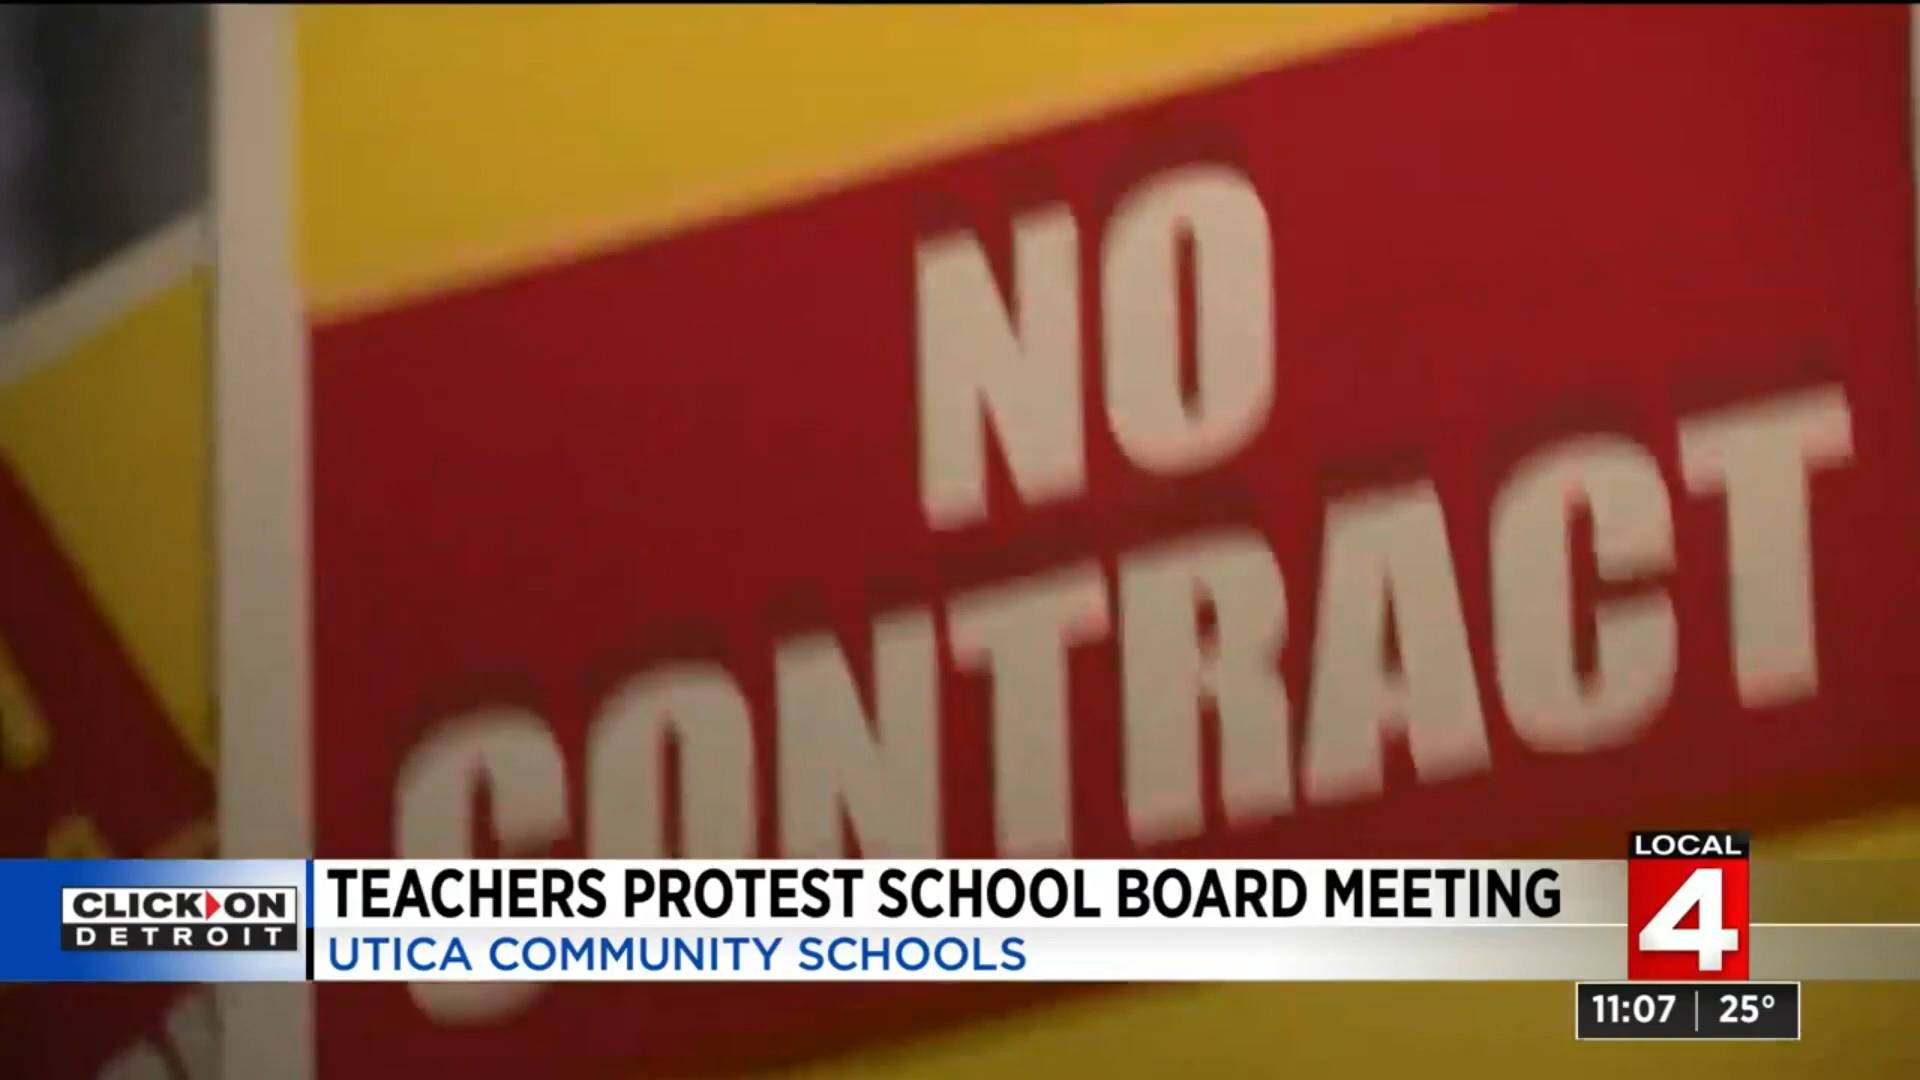 NO
CONTRACT
CLICK ON
DETROIT
TEACHERS PROTEST SCHOOL BOARD MEETING
UTICA COMMUNITY SCHOOLS
LOCAL
4
11:07 25°